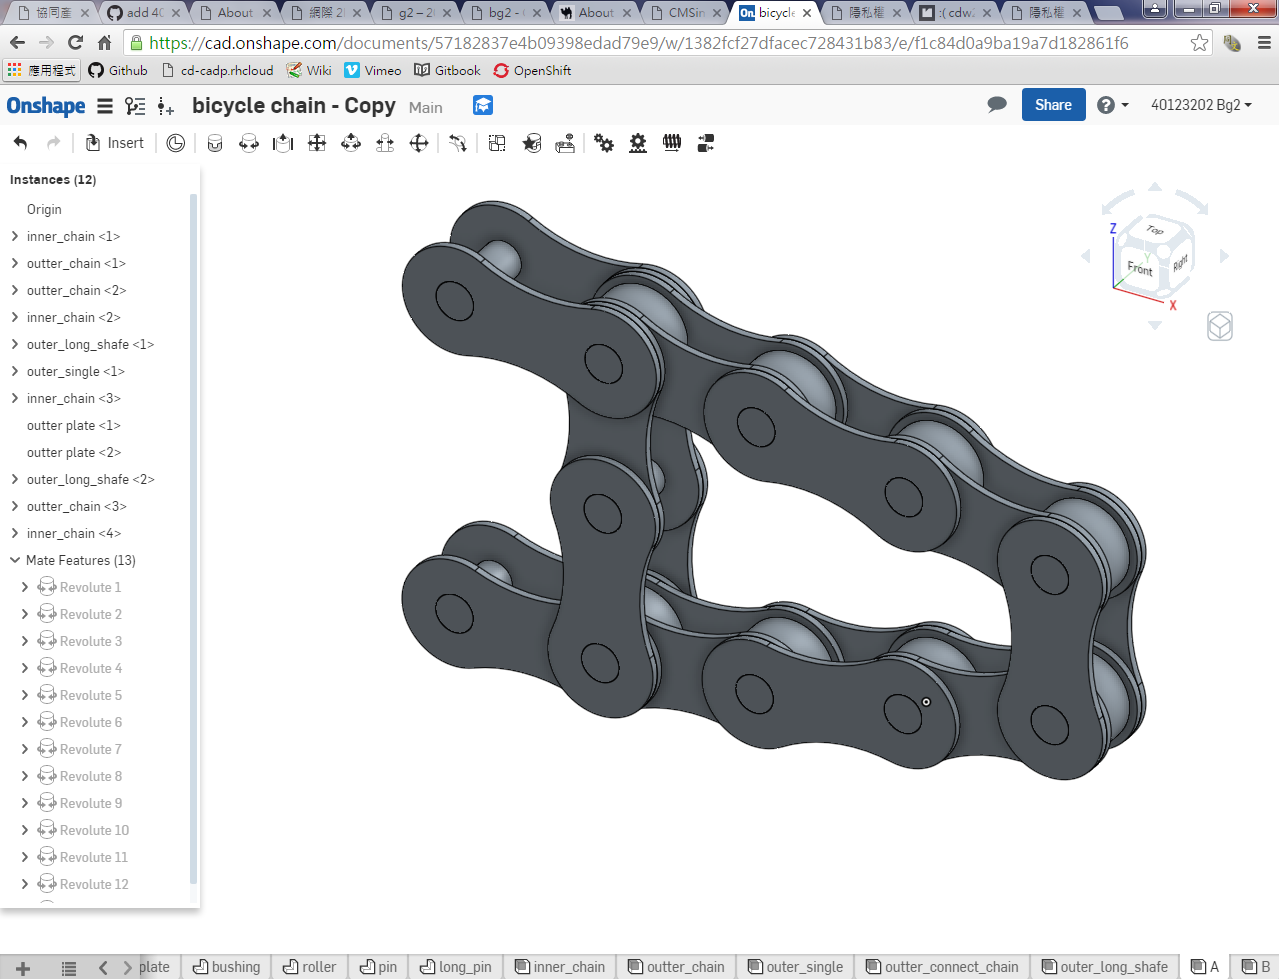 協同產
add 40
About
網際 2
g2 – 20
bg2 -
About
CMSin
bicycle
隱私權
:( cdw
隱私權
https://cad.onshape.com/documents/57182837e4b09398edad79e9/w/1382fcf27dfacec728431b83/e/f1c84d0a9ba19a7d182861f6
應用程式 Github cd-cadp.rhcloud Wiki Vimeo Gitbook OpenShift
Onshape bicycle chain - Copy Main Share 40123202 Bg2
Insert
Instances (12)
Origin
inner_chain <1>
outter_chain <1>
outter_chain <2>
inner_chain <2>
outer_long_shafe <1>
outer_single <1>
inner_chain <3>
outter plate <1>
outter plate <2>
outer_long_shafe <2>
outter_chain <3>
inner_chain <4>
Mate Features (13)
Revolute 1
Revolute 2
Revolute 3
Revolute 4
Revolute 5
Revolute 6
Revolute 7
Revolute 8
Revolute 9
Revolute 10
Revolute 11
Revolute 12
Top
Z
Y
Front
Right
X
plate bushing roller pin long_pin inner_chain outter_chain outer_single outter_connect_chain outer_long_shafe A B